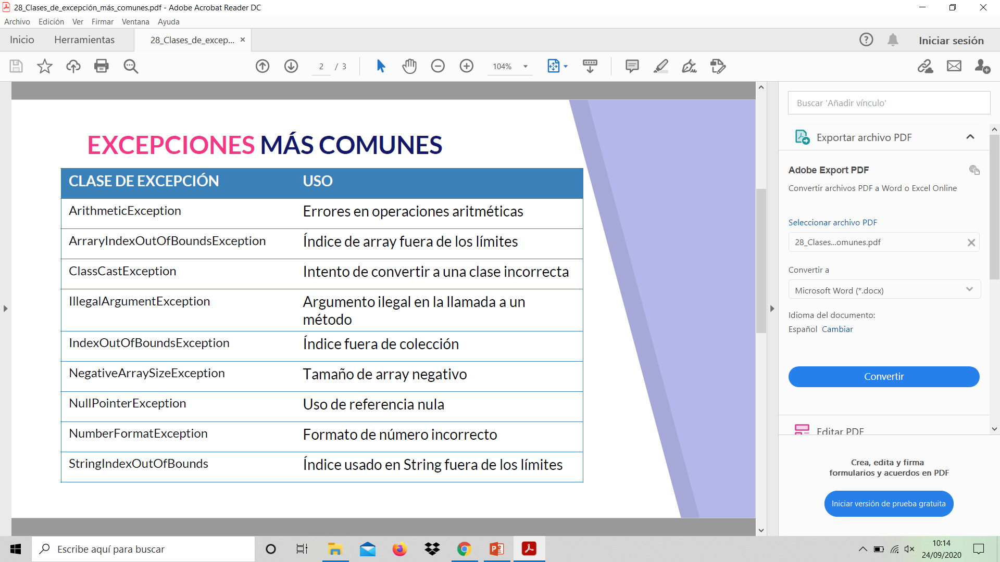 28_Clases_de_excepción_más_comunes.pdf - Adobe Acrobat Reader DC
Archivo Edición Ver Firmar Ventana Ayuda
Inicio Herramientas 28_Clases_de_excep... Iniciar sesión
2 / 3 104%
EXCEPCIONES MÁS COMUNES
CLASE DE EXCEPCIÓN USO
ArithmeticException Errores en operaciones aritméticas
ArraryIndexOutOfBoundsException Índice de array fuera de los límites
ClassCastException Intento de convertir a una clase incorrecta
IllegalArgumentException Argumento ilegal en la llamada a un
método
IndexOutOfBoundsException Índice fuera de colección
NegativeArraySizeException Tamaño de array negativo
NullPointerException Uso de referencia nula
NumberFormatException Formato de número incorrecto
StringIndexOutOfBounds Índice usado en String fuera de los límites
Buscar 'Añadir vínculo'
Exportar archivo PDF
Adobe Export PDF
Convertir archivos PDF a Word o Excel Online
Seleccionar archivo PDF
28_Clases...omunes.pdf
Convertir a
Microsoft Word (*.docx)
Idioma del documento:
Español Cambiar
Convertir
Editar PDF
Crea, edita y firma
formularios y acuerdos en PDF
Iniciar versión de prueba gratuita
Escribe aquí para buscar
10:14
24/09/2020